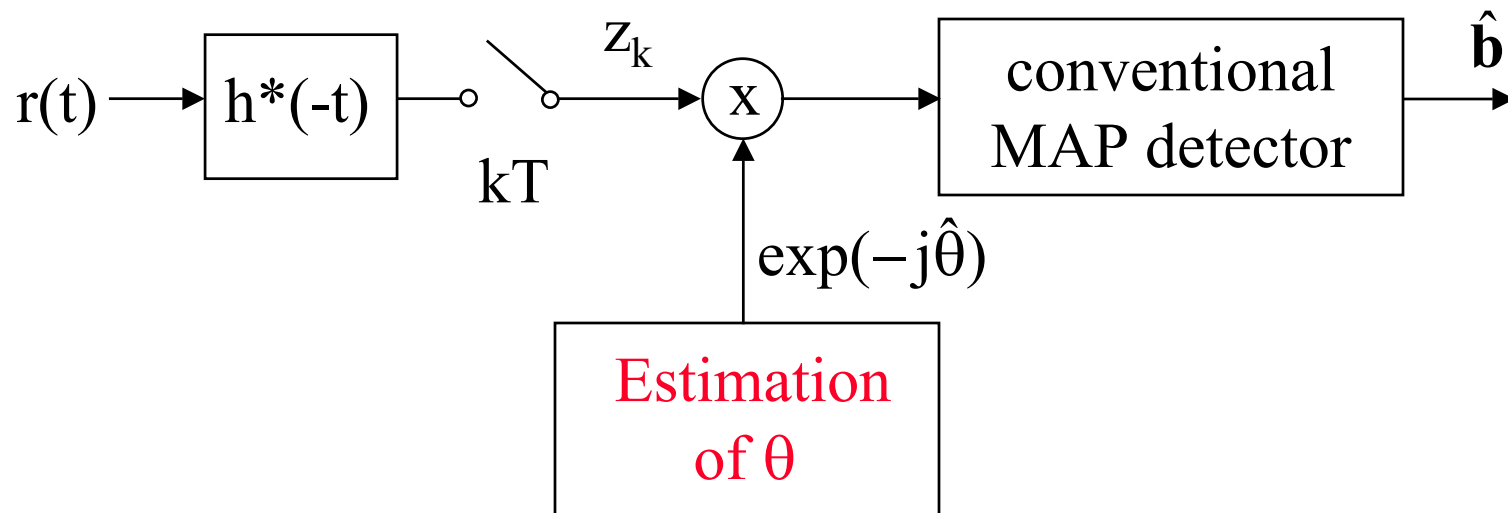 r(t)
h*(-t)
kT
z_k
x
exp(−jθ̂)
Estimation
of θ
conventional
MAP detector
b̂